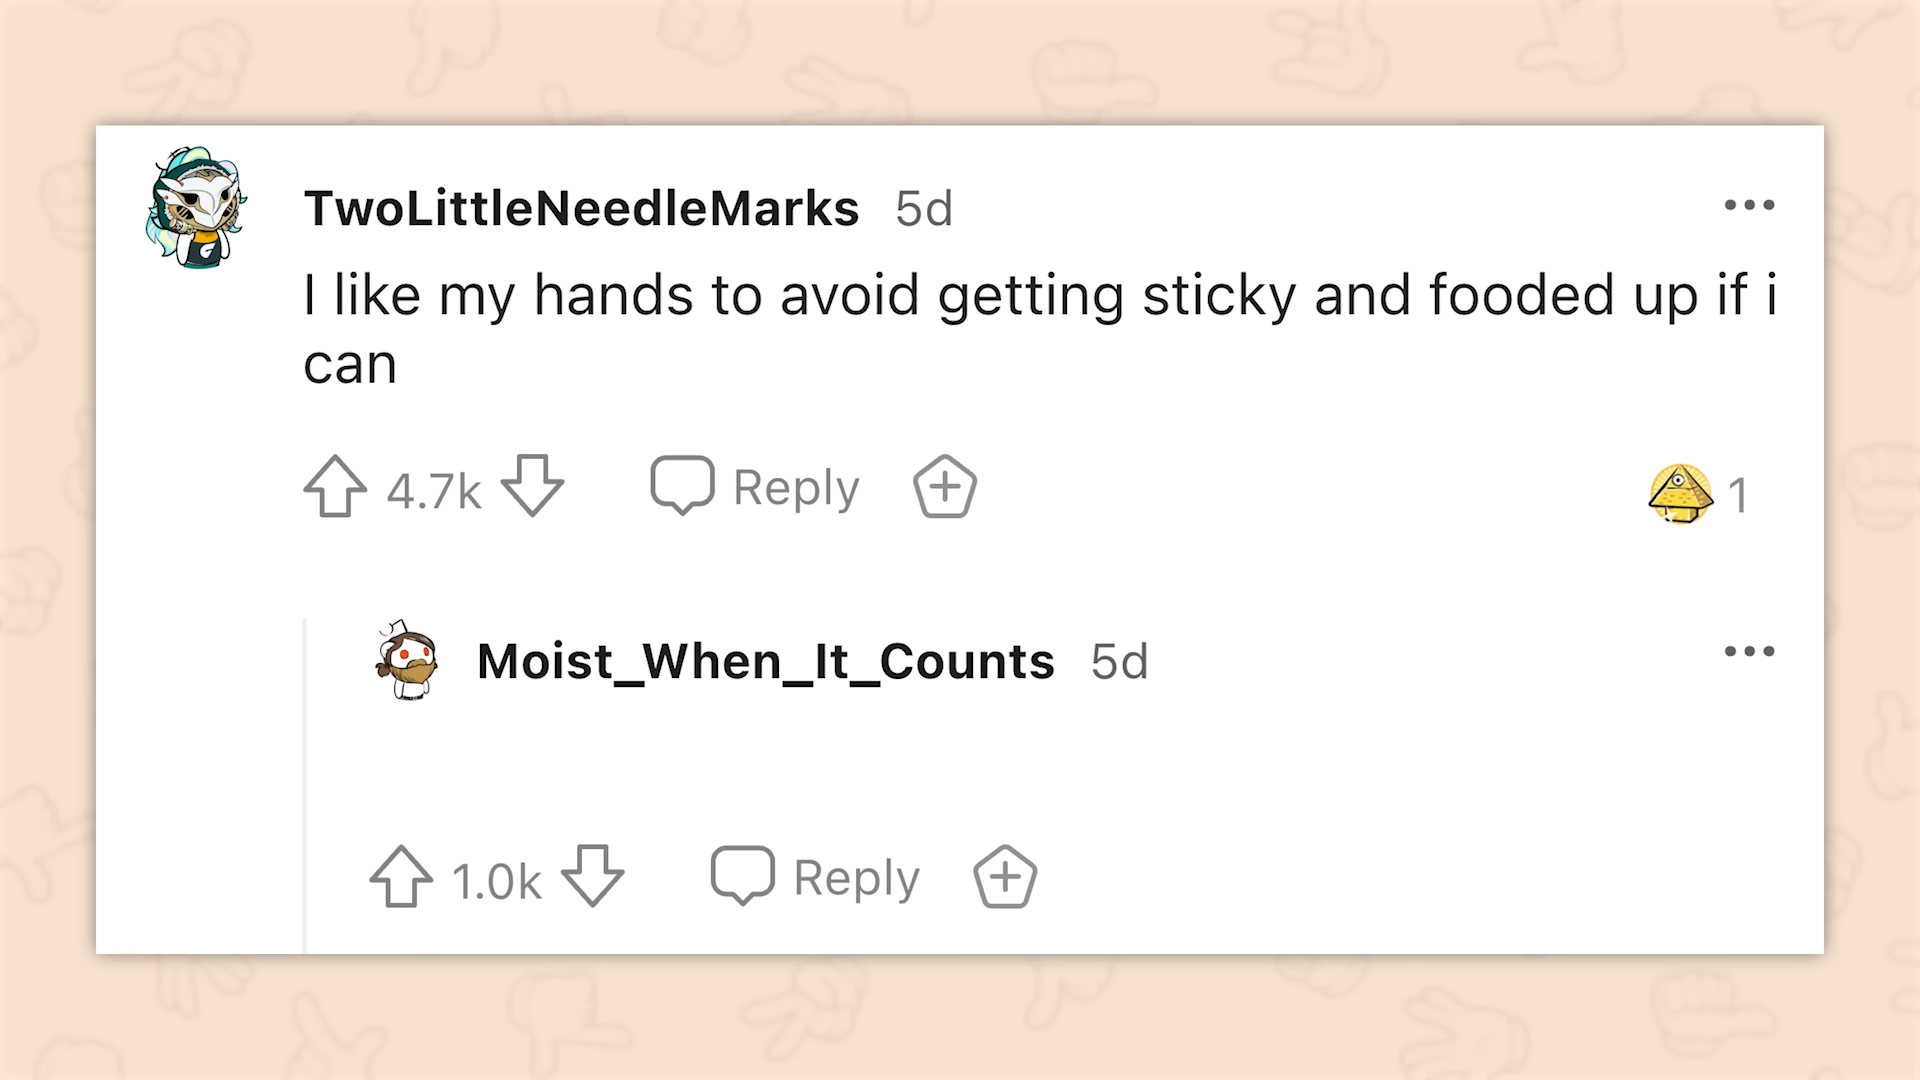 TwoLittleNeedleMarks 5d
I like my hands to avoid getting sticky and fooded up if i
can
4.7k Reply 1
Moist_When_It_Counts 5d
1.0k Reply